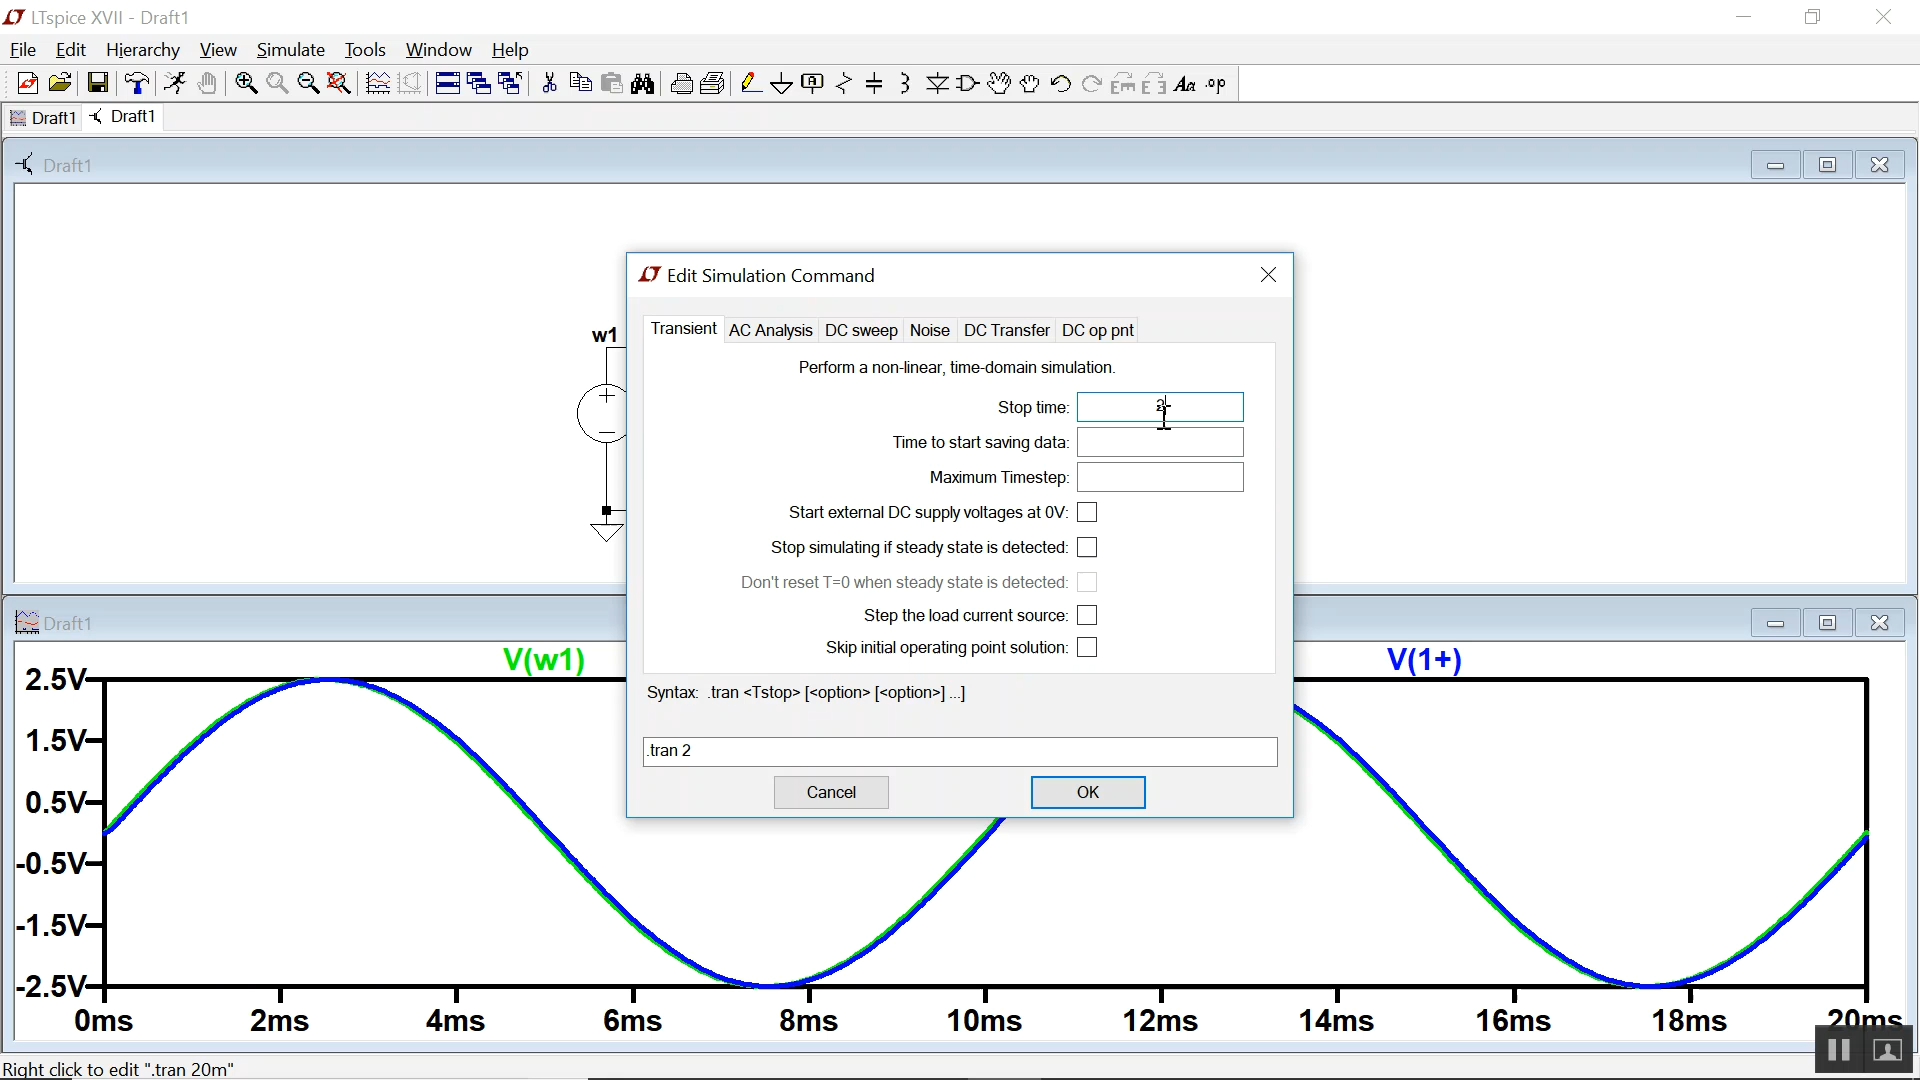 LTspice XVII - Draft1
File Edit Hierarchy View Simulate Tools Window Help
.op
Draft1 Draft1
Draft1
w1
Edit Simulation Command
Transient AC Analysis DC sweep Noise DC Transfer DC op pnt
Perform a non-linear, time-domain simulation.
Stop time: 2
Time to start saving data:
Maximum Timestep:
Start external DC supply voltages at 0V:
Stop simulating if steady state is detected:
Don't reset T=0 when steady state is detected:
Step the load current source:
Skip initial operating point solution:
Syntax: .tran <Tstop> [<option> [<option>] ...]
.tran 2
Cancel OK
Draft1
V(w1) V(1+)
2.5V
1.5V
0.5V
-0.5V
-1.5V
-2.5V
0ms 2ms 4ms 6ms 8ms 10ms 12ms 14ms 16ms 18ms 20ms
Right click to edit ".tran 20m"